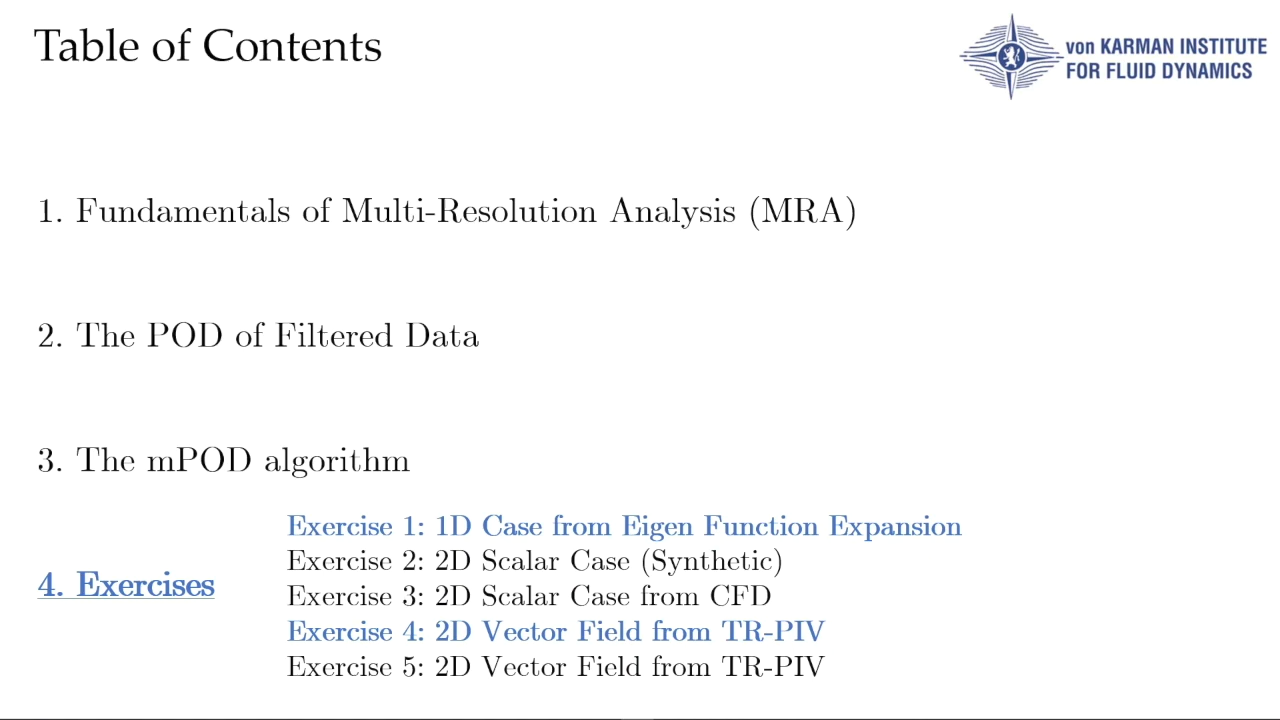 Table of Contents
von KARMAN INSTITUTE
FOR FLUID DYNAMICS
1. Fundamentals of Multi-Resolution Analysis (MRA)
2. The POD of Filtered Data
3. The mPOD algorithm
4. Exercises
Exercise 1: 1D Case from Eigen Function Expansion
Exercise 2: 2D Scalar Case (Synthetic)
Exercise 3: 2D Scalar Case from CFD
Exercise 4: 2D Vector Field from TR-PIV
Exercise 5: 2D Vector Field from TR-PIV